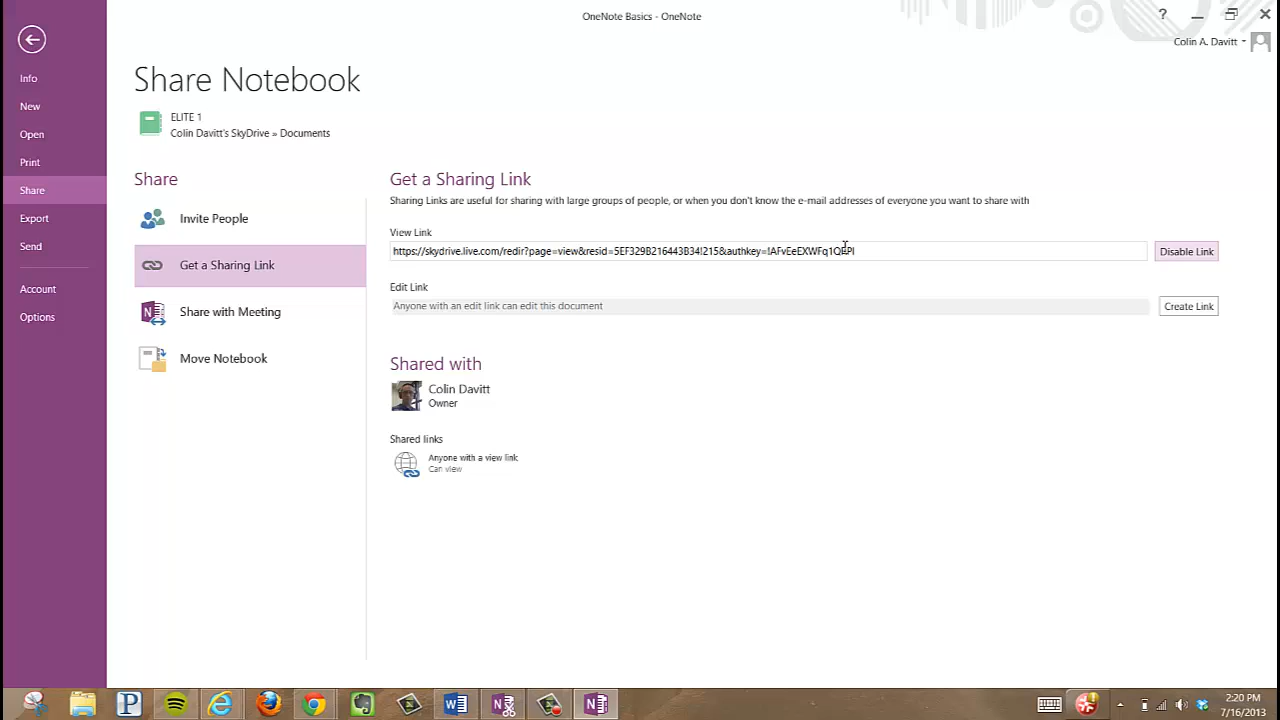 OneNote Basics - OneNote
?
Colin A. Davitt
Info
New
Open
Print
Share
Export
Send
Account
Options
Share Notebook
ELITE 1
Colin Davitt's SkyDrive » Documents
Share
Invite People
Get a Sharing Link
Share with Meeting
Move Notebook
Get a Sharing Link
Sharing Links are useful for sharing with large groups of people, or when you don't know the e-mail addresses of everyone you want to share with
View Link
Disable Link
Edit Link
Anyone with an edit link can edit this document
Create Link
Shared with
Colin Davitt
Owner
Shared links
Anyone with a view link
Can view
2:20 PM
7/16/2013